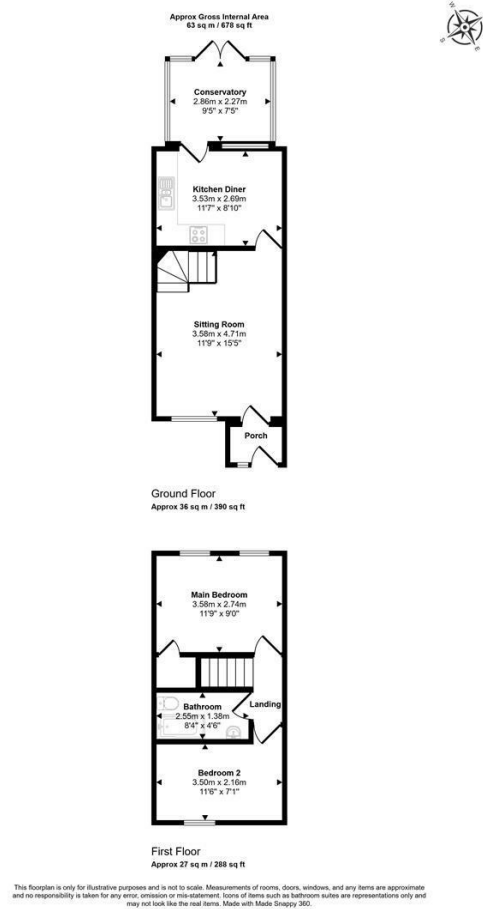 Approx Gross Internal Area
63 sq m / 678 sq ft
W
S
E
Conservatory
2.86m x 2.27m
9'5" x 7'5"
Kitchen Diner
3.53m x 2.69m
11'7" x 8'10"
Sitting Room
3.58m x 4.71m
11'9" x 15'5"
Porch
Ground Floor
Approx 36 sq m / 390 sq ft
Main Bedroom
3.58m x 2.74m
11'9" x 9'0"
Landing
Bathroom
2.55m x 1.38m
8'4" x 4'6"
Bedroom 2
3.50m x 2.16m
11'6" x 7'1"
First Floor
Approx 27 sq m / 288 sq ft
This floorplan is only for illustrative purposes and is not to scale. Measurements of rooms, doors, windows, and any items are approximate
and no responsibility is taken for any error, omission or mis-statement. Icons of items such as bathroom suites are representations only and
may not look like the real items. Made with Made Snappy 360.